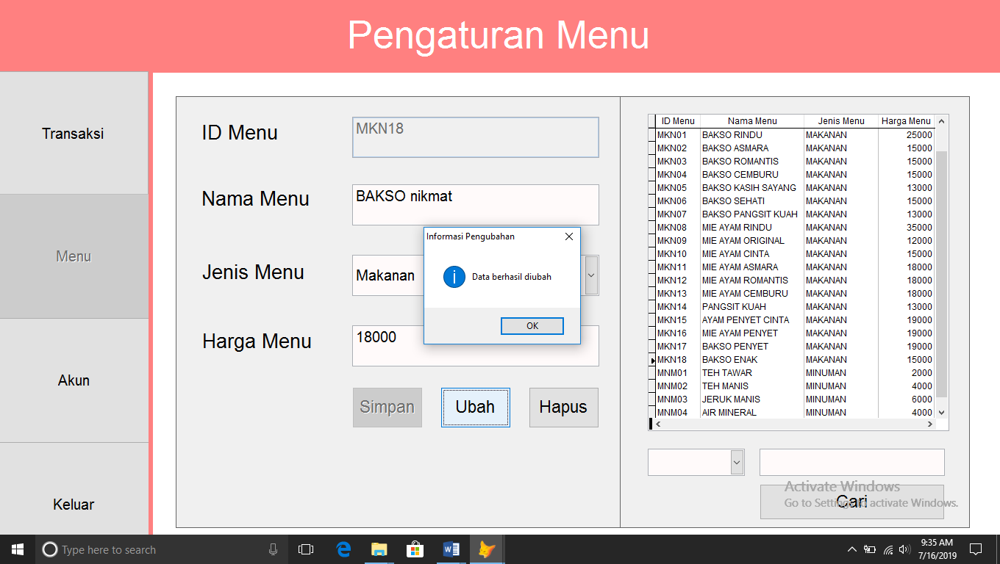 Pengaturan Menu
Transaksi
Menu
Akun
Keluar
ID Menu
MKN18
Nama Menu
BAKSO nikmat
Jenis Menu
Makanan
Harga Menu
18000
Simpan
Ubah
Hapus
Informasi Pengubahan
Data berhasil diubah
OK
ID Menu Nama Menu Jenis Menu Harga Menu
MKN01 BAKSO RINDU MAKANAN 25000
MKN02 BAKSO ASMARA MAKANAN 15000
MKN03 BAKSO ROMANTIS MAKANAN 15000
MKN04 BAKSO CEMBURU MAKANAN 15000
MKN05 BAKSO KASIH SAYANG MAKANAN 13000
MKN06 BAKSO SEHATI MAKANAN 15000
MKN07 BAKSO PANGSIT KUAH MAKANAN 13000
MKN08 MIE AYAM RINDU MAKANAN 35000
MKN09 MIE AYAM ORIGINAL MAKANAN 12000
MKN10 MIE AYAM CINTA MAKANAN 15000
MKN11 MIE AYAM ASMARA MAKANAN 18000
MKN12 MIE AYAM ROMANTIS MAKANAN 18000
MKN13 MIE AYAM CEMBURU MAKANAN 18000
MKN14 PANGSIT KUAH MAKANAN 13000
MKN15 AYAM PENYET CINTA MAKANAN 19000
MKN16 MIE AYAM PENYET MAKANAN 19000
MKN17 BAKSO PENYET MAKANAN 19000
MKN18 BAKSO ENAK MAKANAN 15000
MNM01 TEH TAWAR MINUMAN 2000
MNM02 TEH MANIS MINUMAN 4000
MNM03 JERUK MANIS MINUMAN 6000
MNM04 AIR MINERAL MINUMAN 4000
Cari
Activate Windows
Go to Settings to activate Windows.
Type here to search
9:35 AM
7/16/2019